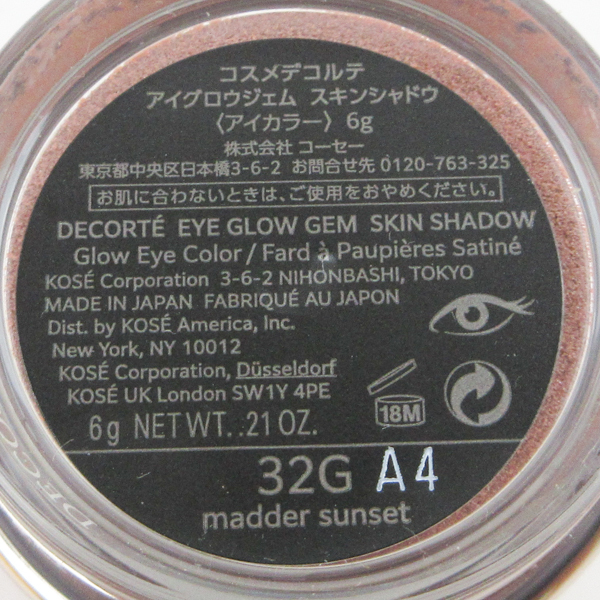 コスメデコルテ
アイグロウジェム スキンシャドウ
〈アイカラー〉 6g
株式会社 コーセー
東京都中央区日本橋3-6-2 お問合せ先 0120-763-325
お肌に合わないときは、ご使用をおやめください。
DECORTÉ EYE GLOW GEM SKIN SHADOW
Glow Eye Color / Fard à Paupières Satiné
KOSÉ Corporation 3-6-2 NIHONBASHI, TOKYO
MADE IN JAPAN FABRIQUÉ AU JAPON
Dist. by KOSÉ America, Inc.
New York, NY 10012
KOSÉ Corporation, Düsseldorf
KOSÉ UK London SW1Y 4PE
18M
6g NET WT. .21 OZ.
32G A4
madder sunset